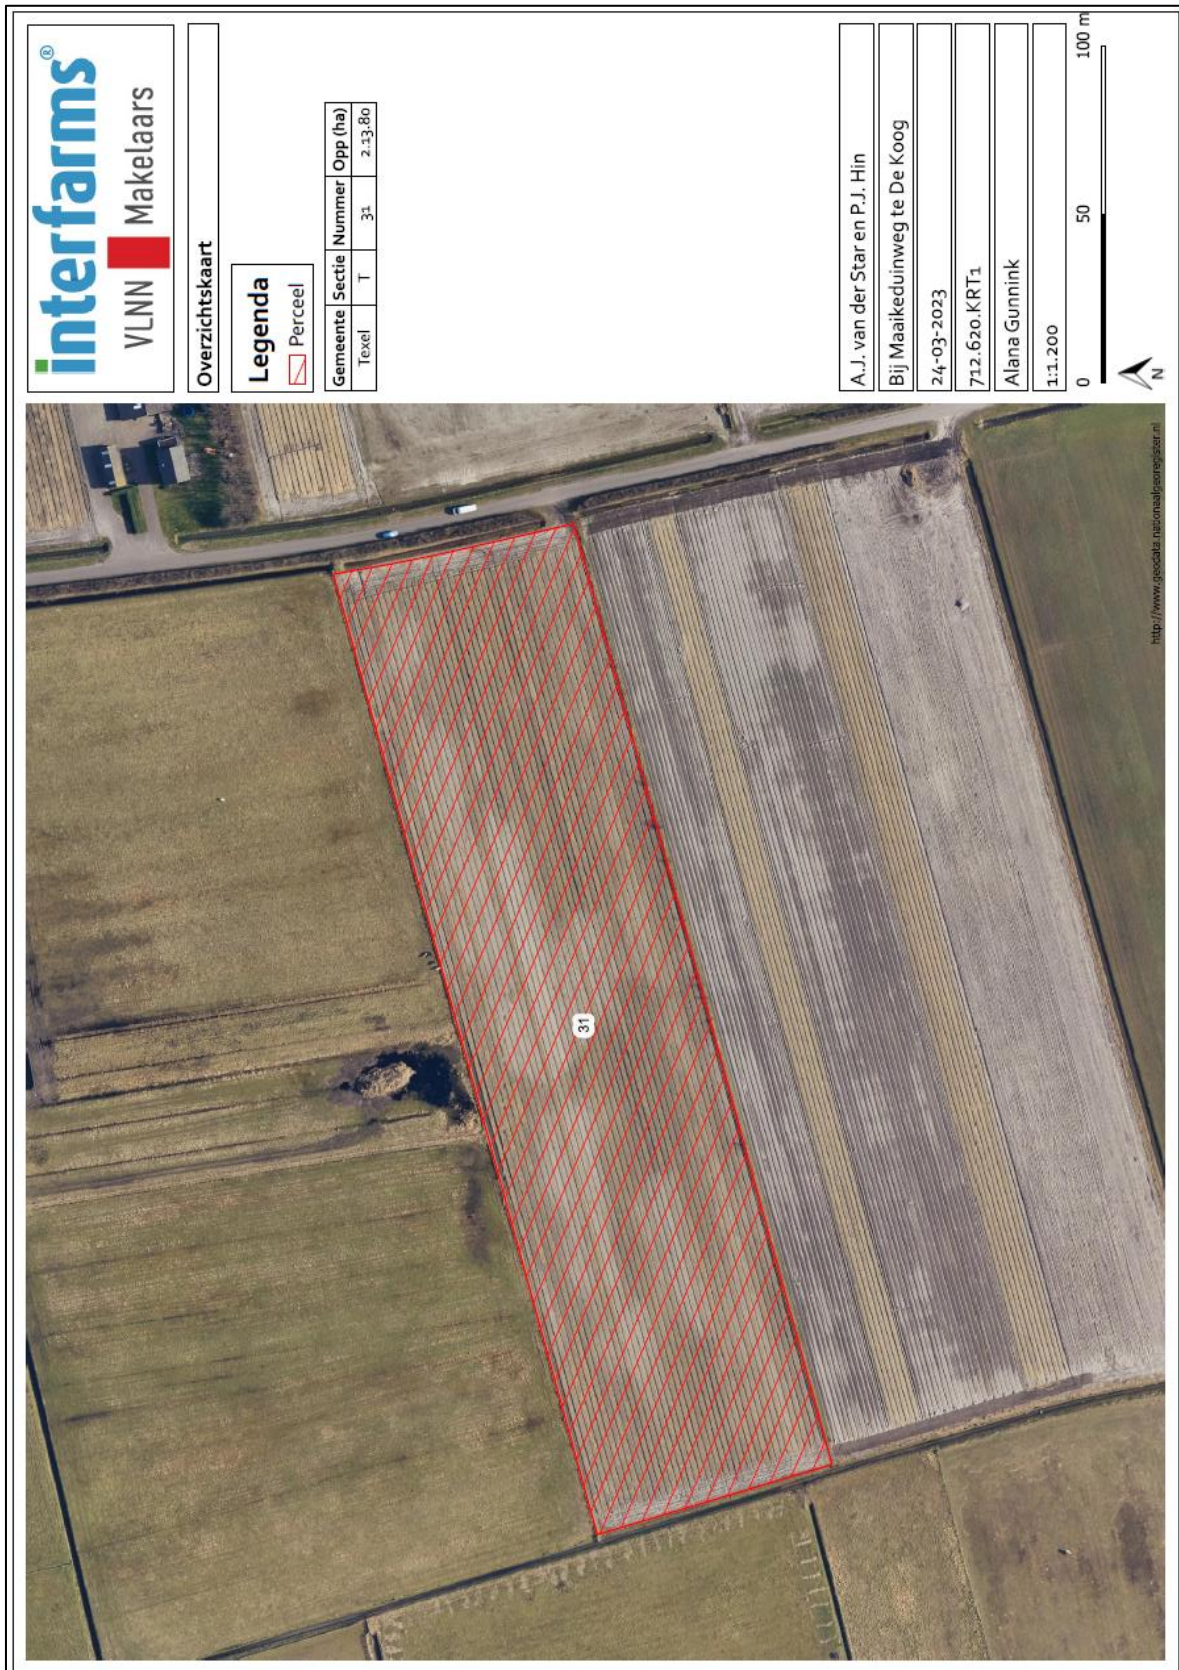 interfarms®
VLNN Makelaars
Overzichtskaart
Legenda
Perceel
Gemeente Sectie Nummer Opp (ha)
Texel T 31 2.13.80
A.J. van der Star en P.J. Hin
Bij Maaikeduinweg te De Koog
24-03-2023
712.620.KRT1
Alana Gunnink
1:1.200
0 50 100 m
N
31
http://www.geodata.nationaalgeoregister.nl